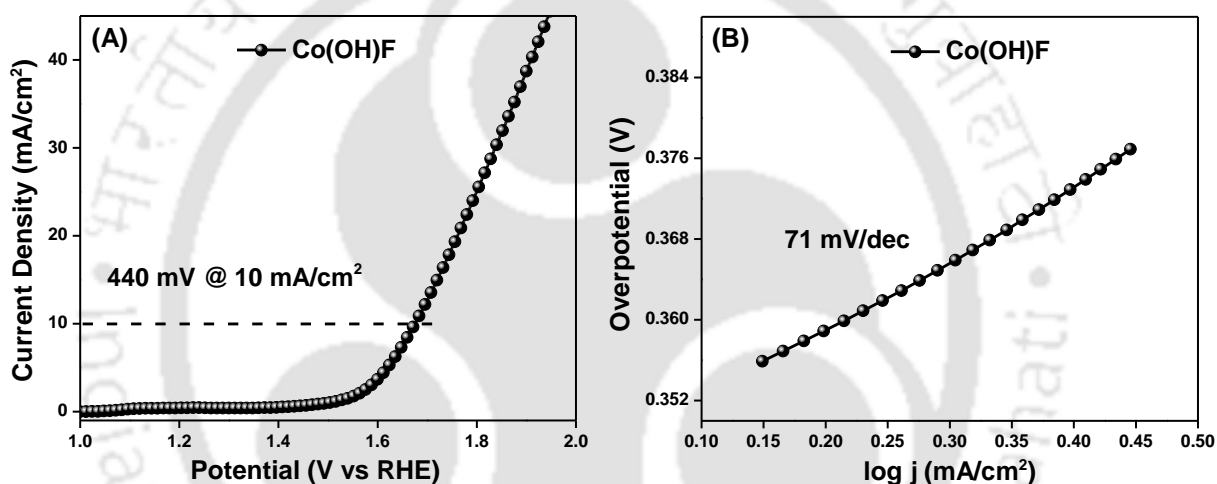 (A)
Co(OH)F
Current Density (mA/cm²)
40
30
20
10
0
440 mV @ 10 mA/cm²
1.0
1.2
1.4
1.6
1.8
2.0
Potential (V vs RHE)
(B)
Co(OH)F
Overpotential (V)
0.384
0.376
0.368
0.360
0.352
71 mV/dec
0.10
0.15
0.20
0.25
0.30
0.35
0.40
0.45
0.50
log j (mA/cm²)